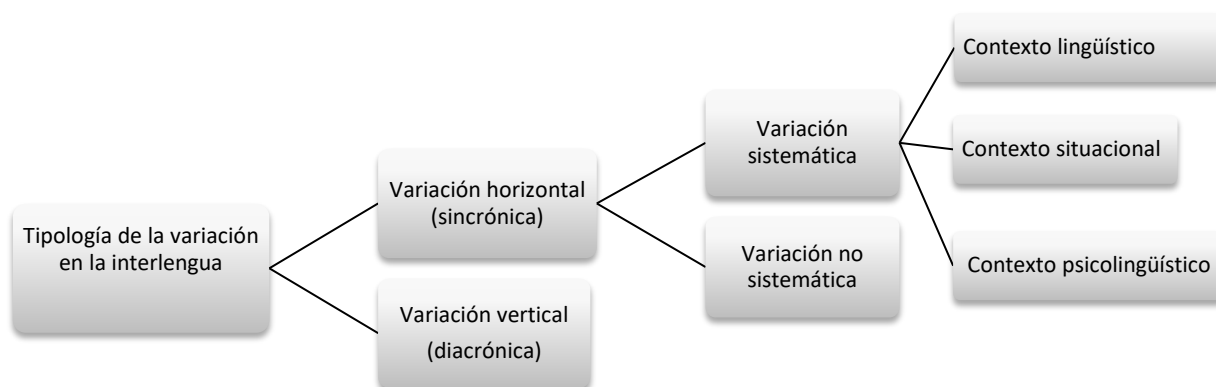 Tipología de la variación
en la interlengua
Variación horizontal
(sincrónica)
Variación vertical
(diacrónica)
Variación
sistemática
Variación no
sistemática
Contexto lingüístico
Contexto situacional
Contexto psicolingüístico